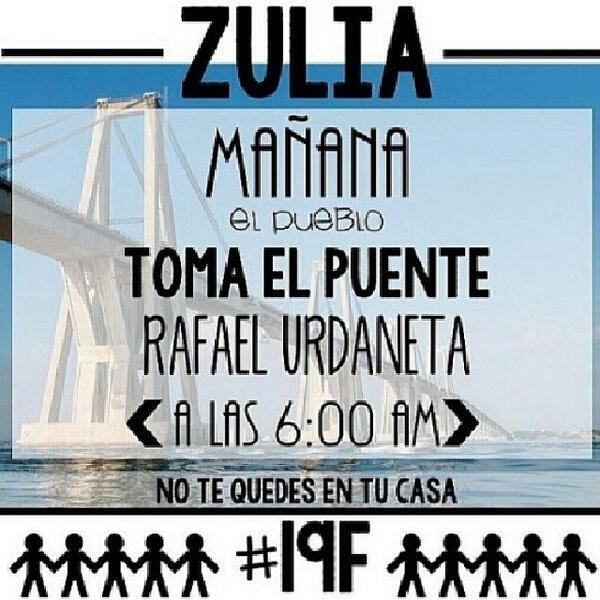 ZULIA
MAÑANA
EL PUEBLO
TOMA EL PUENTE
RAFAEL URDANETA
A LAS 6:00 AM
NO TE QUEDES EN TU CASA
#19F